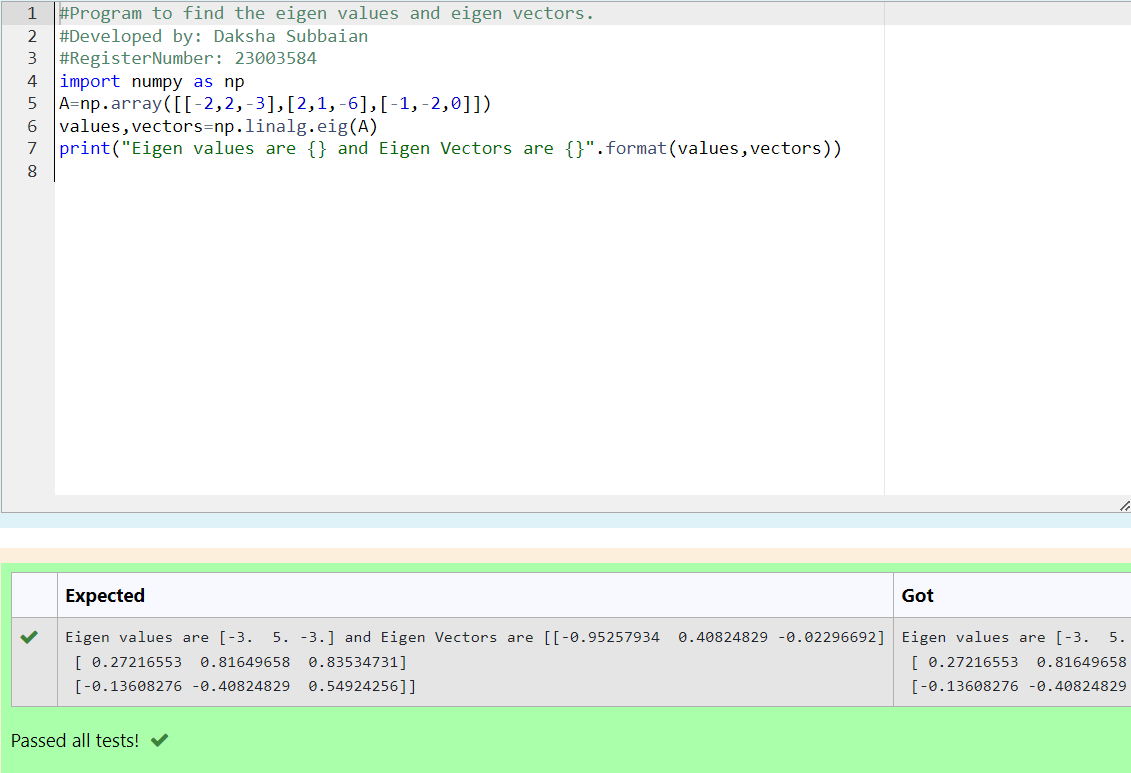 1 #Program to find the eigen values and eigen vectors.
2 #Developed by: Daksha Subbaian
3 #RegisterNumber: 23003584
4 import numpy as np
5 A=np.array([[-2,2,-3],[2,1,-6],[-1,-2,0]])
6 values,vectors=np.linalg.eig(A)
7 print("Eigen values are {} and Eigen Vectors are {}".format(values,vectors))
8
Expected Got
Eigen values are [-3.  5. -3.] and Eigen Vectors are [[-0.95257934  0.40824829 -0.02296692] Eigen values are [-3.  5.
[ 0.27216553  0.81649658  0.83534731] [ 0.27216553  0.81649658
[-0.13608276 -0.40824829  0.54924256]] [-0.13608276 -0.40824829
Passed all tests!